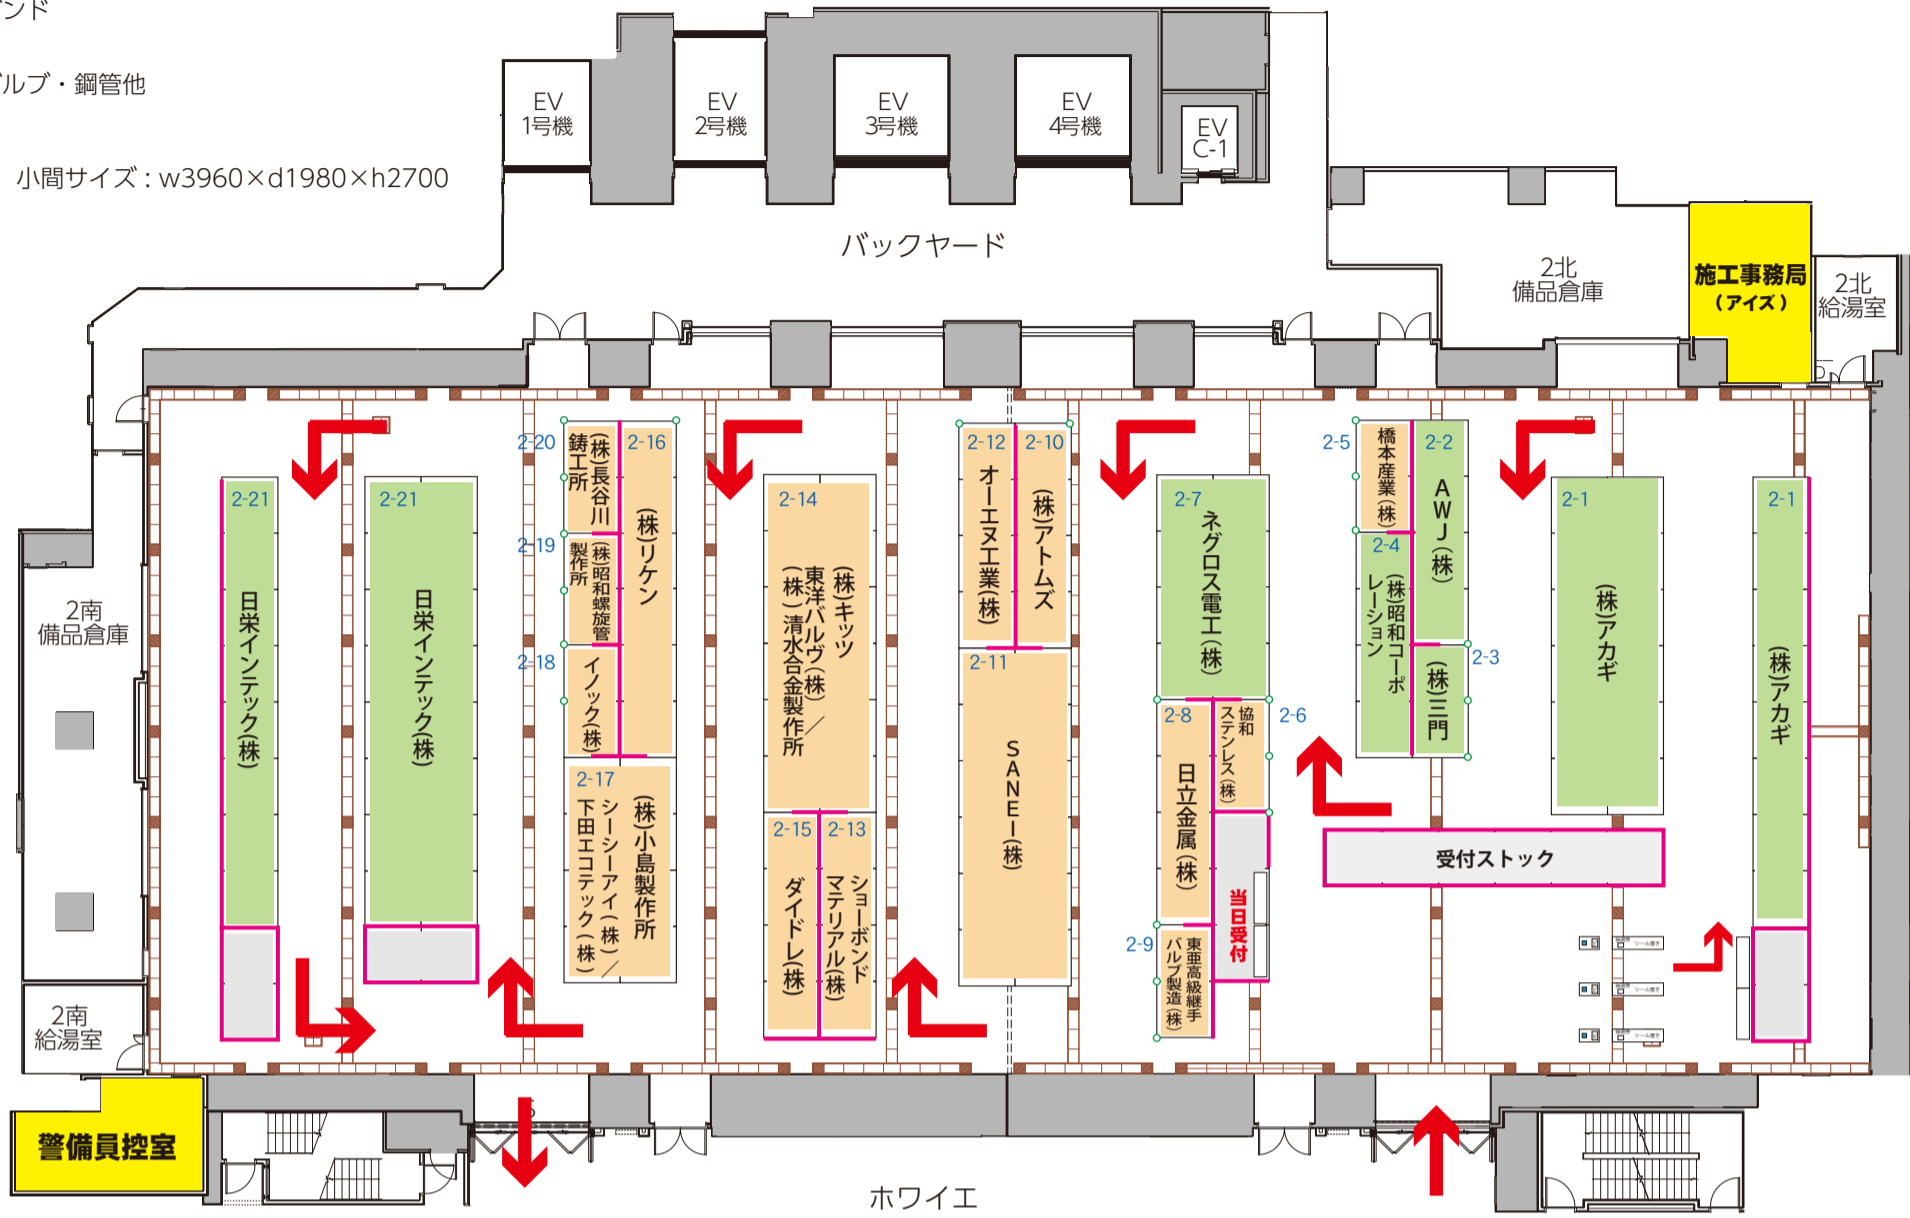 ンド
バルブ・鋼管他
小間サイズ : w3960×d1980×h2700
EV
1号機
EV
2号機
EV
3号機
EV
4号機
EV
C-1
バックヤード
2北
備品倉庫
施工事務局
(アイズ)
2北
給湯室
2南
備品倉庫
2南
給湯室
警備員控室
2-21
日栄インテック(株)
2-21
日栄インテック(株)
2-20
(株)長谷川
鋳工所
2-19
(株)昭和螺旋管
製作所
2-18
イノック(株)
2-16
(株)リケン
2-17
(株)小島製作所
シーシーアイ(株)／
下田エコテック(株)
2-14
(株)キッツ
東洋バルヴ(株)／
(株)清水合金製作所
2-15
ダイドレ(株)
2-13
ショーボンド
マテリアル(株)
2-12
オーエヌ工業(株)
2-10
(株)アトムズ
2-11
SANEI(株)
2-7
ネグロス電工(株)
2-8
日立金属(株)
2-6
協和
ステンレス(株)
2-9
東亜高級継手
バルブ製造(株)
当日受付
2-5
橋本産業(株)
2-2
AWJ(株)
2-4
(株)昭和コーポ
レーション
2-3
(株)三門
2-1
(株)アカギ
2-1
(株)アカギ
受付ストック
シール書き
シール書き
シール書き
ホワイエ